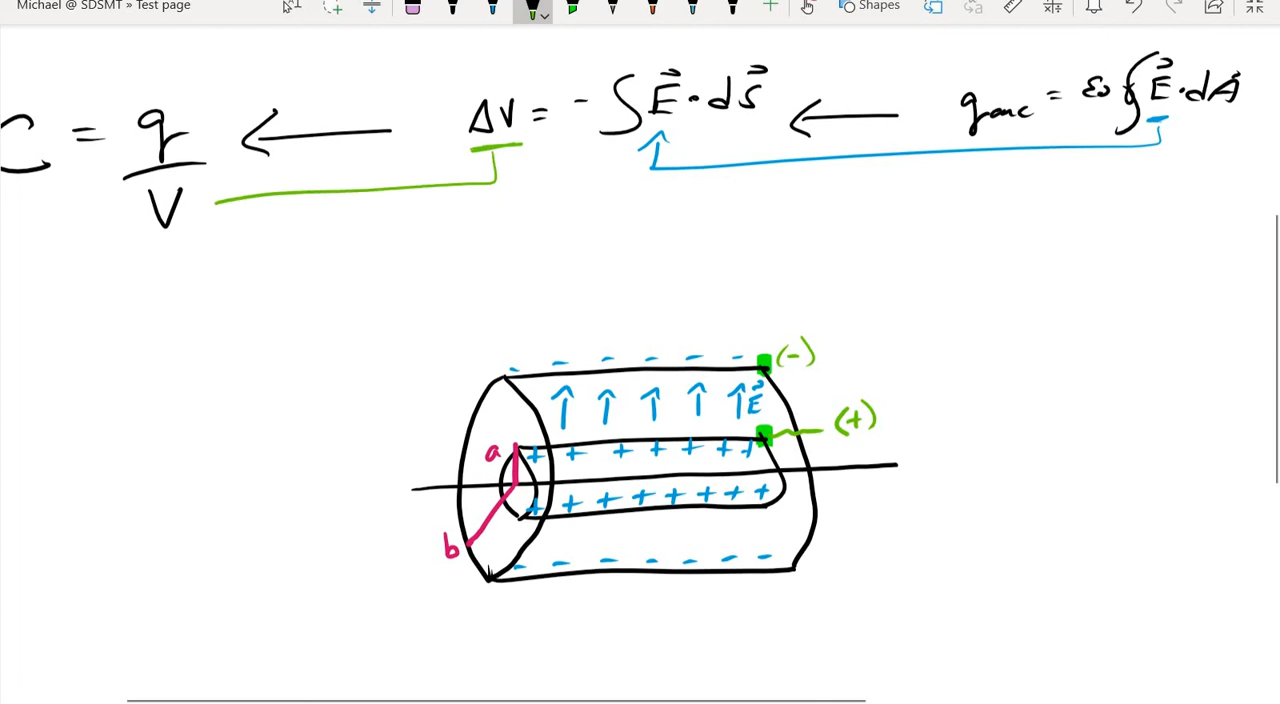 Michael @ SDSMT » Test page
Shapes
C = q/V ← ΔV = - ∫ E⃗ · dS⃗ ← qenc = ε0 ∮ E⃗ · dA⃗
- - - - - - (-)
↑ ↑ ↑ ↑ ↑ E⃗
(+)
a + + + + + + +
+ + + + + + +
b
- - - - - - -